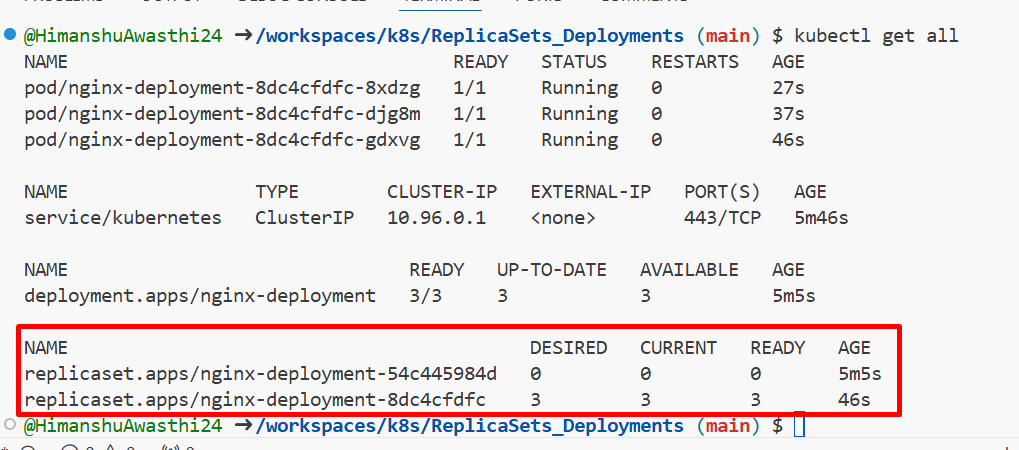 @HimanshuAwasthi24 ➜ /workspaces/k8s/ReplicaSets_Deployments (main) $ kubectl get all
NAME READY STATUS RESTARTS AGE
pod/nginx-deployment-8dc4cfdfc-8xdzg 1/1 Running 0 27s
pod/nginx-deployment-8dc4cfdfc-djg8m 1/1 Running 0 37s
pod/nginx-deployment-8dc4cfdfc-gdxvg 1/1 Running 0 46s
NAME TYPE CLUSTER-IP EXTERNAL-IP PORT(S) AGE
service/kubernetes ClusterIP 10.96.0.1 <none> 443/TCP 5m46s
NAME READY UP-TO-DATE AVAILABLE AGE
deployment.apps/nginx-deployment 3/3 3 3 5m5s
NAME DESIRED CURRENT READY AGE
replicaset.apps/nginx-deployment-54c445984d 0 0 0 5m5s
replicaset.apps/nginx-deployment-8dc4cfdfc 3 3 3 46s
@HimanshuAwasthi24 ➜ /workspaces/k8s/ReplicaSets_Deployments (main) $